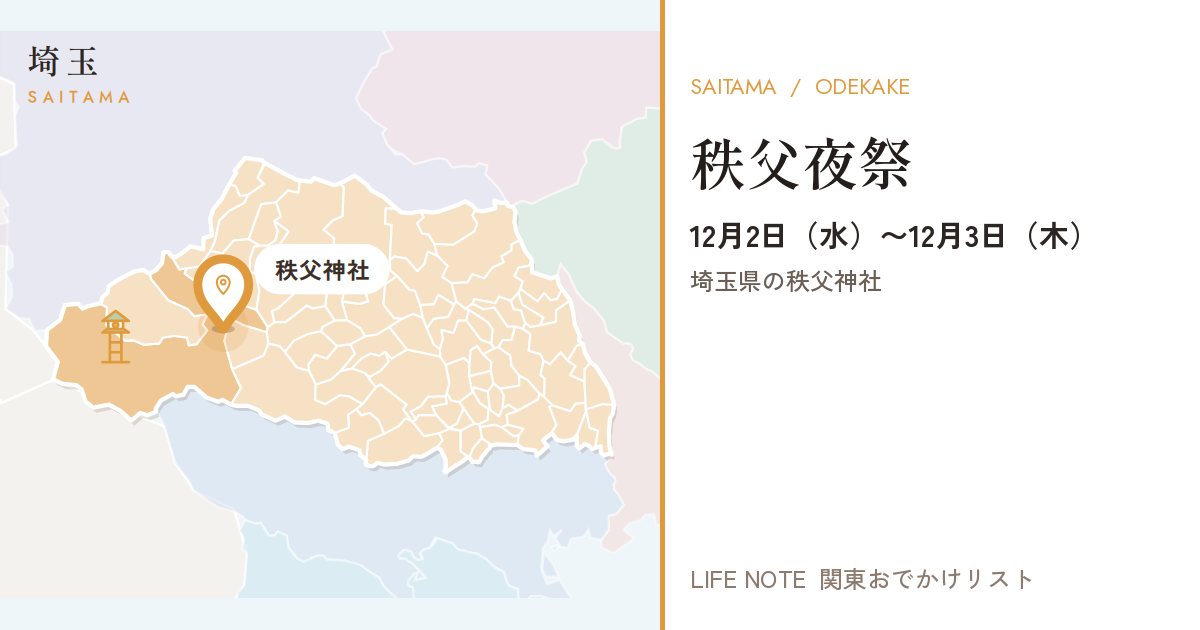 埼玉
SAITAMA
秩父神社
SAITAMA / ODEKAKE
秩父夜祭
12月2日（水）〜12月3日（木）
埼玉県の秩父神社
LIFE NOTE 関東おでかけリスト